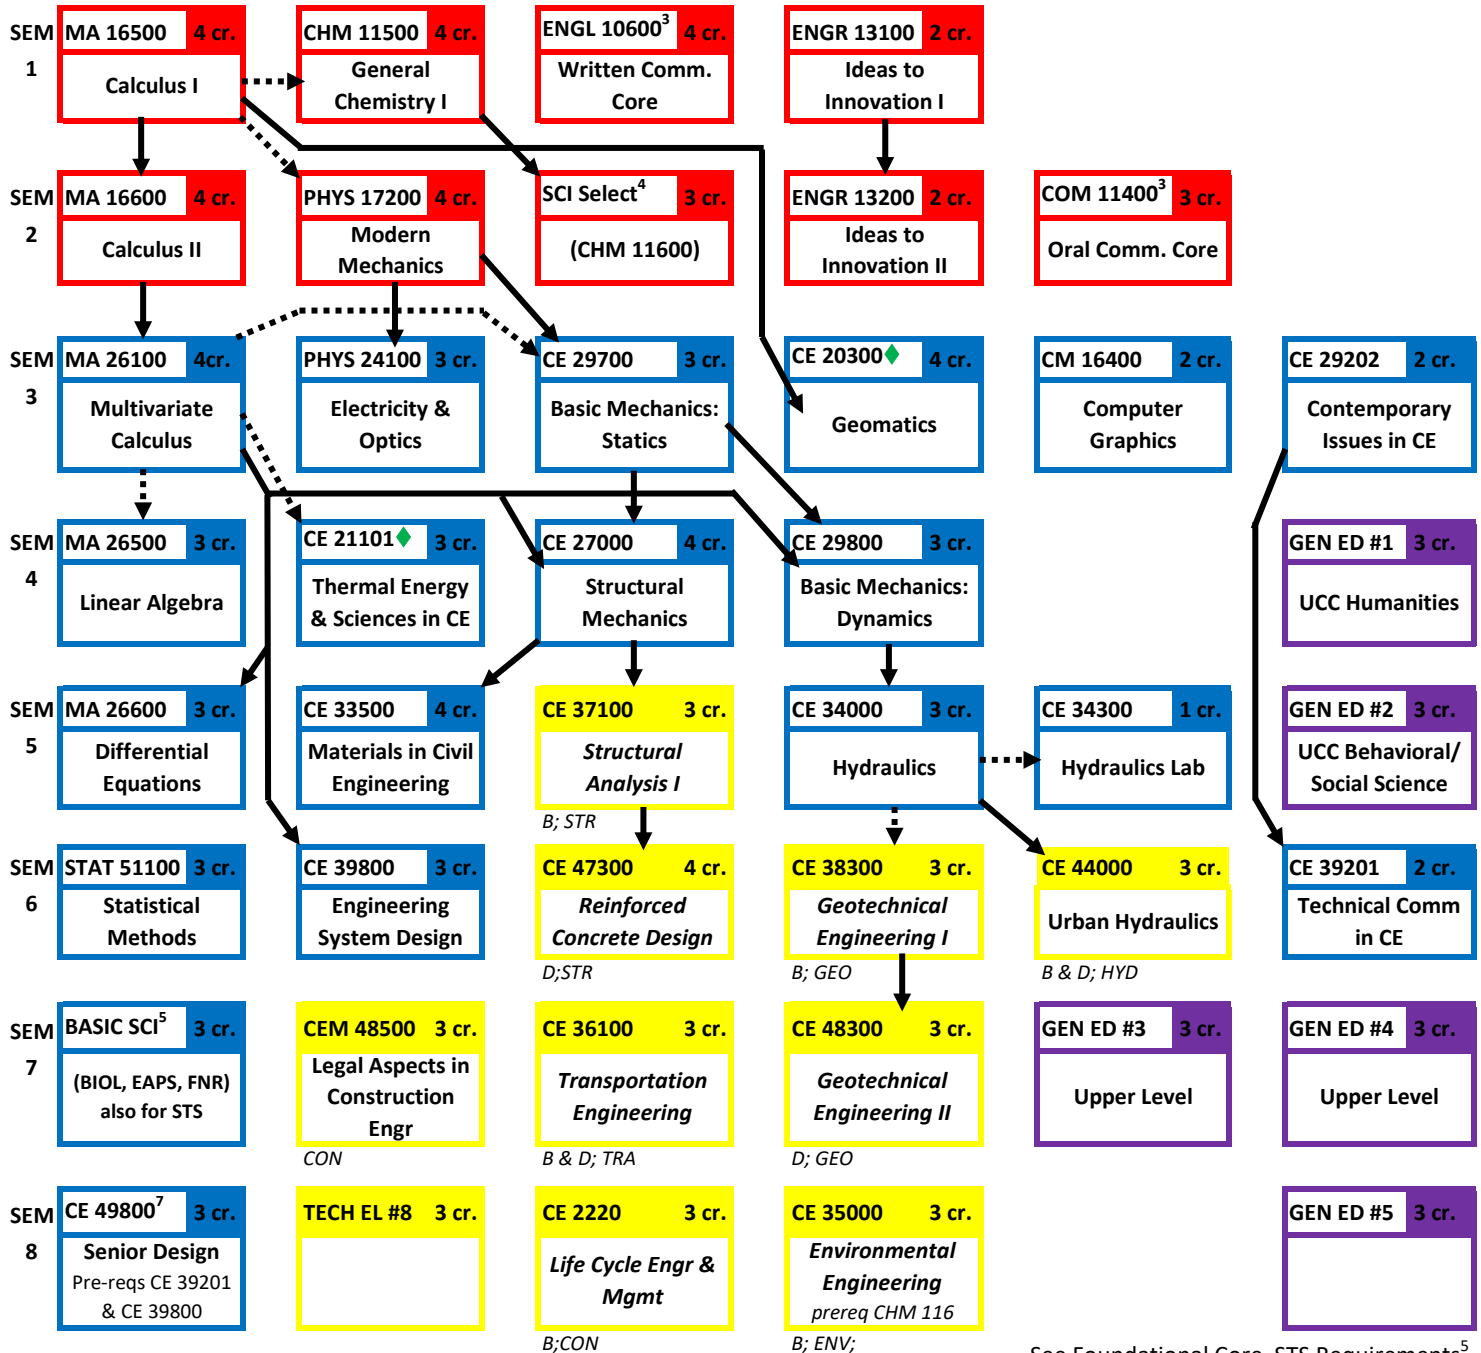 SEM 1
MA 16500 4 cr.
Calculus I
CHM 11500 4 cr.
General
Chemistry I
ENGL 10600³ 4 cr.
Written Comm.
Core
ENGR 13100 2 cr.
Ideas to
Innovation I
SEM 2
MA 16600 4 cr.
Calculus II
PHYS 17200 4 cr.
Modern
Mechanics
SCI Select⁴ 3 cr.
(CHM 11600)
ENGR 13200 2 cr.
Ideas to
Innovation II
COM 11400³ 3 cr.
Oral Comm. Core
SEM 3
MA 26100 4cr.
Multivariate
Calculus
PHYS 24100 3 cr.
Electricity &
Optics
CE 29700 3 cr.
Basic Mechanics:
Statics
CE 20300♦ 4 cr.
Geomatics
CM 16400 2 cr.
Computer
Graphics
CE 29202 2 cr.
Contemporary
Issues in CE
SEM 4
MA 26500 3 cr.
Linear Algebra
CE 21101♦ 3 cr.
Thermal Energy
& Sciences in CE
CE 27000 4 cr.
Structural
Mechanics
CE 29800 3 cr.
Basic Mechanics:
Dynamics
GEN ED #1 3 cr.
UCC Humanities
SEM 5
MA 26600 3 cr.
Differential
Equations
CE 33500 4 cr.
Materials in Civil
Engineering
CE 37100 3 cr.
Structural
Analysis I
B; STR
CE 34000 3 cr.
Hydraulics
CE 34300 1 cr.
Hydraulics Lab
GEN ED #2 3 cr.
UCC Behavioral/
Social Science
SEM 6
STAT 51100 3 cr.
Statistical
Methods
CE 39800 3 cr.
Engineering
System Design
CE 47300 4 cr.
Reinforced
Concrete Design
D;STR
CE 38300 3 cr.
Geotechnical
Engineering I
B; GEO
CE 44000 3 cr.
Urban Hydraulics
B & D; HYD
CE 39201 2 cr.
Technical Comm
in CE
SEM 7
BASIC SCI⁵ 3 cr.
(BIOL, EAPS, FNR)
also for STS
CEM 48500 3 cr.
Legal Aspects in
Construction
Engr
CON
CE 36100 3 cr.
Transportation
Engineering
B & D; TRA
CE 48300 3 cr.
Geotechnical
Engineering II
D; GEO
GEN ED #3 3 cr.
Upper Level
GEN ED #4 3 cr.
Upper Level
SEM 8
CE 49800⁷ 3 cr.
Senior Design
Pre-reqs CE 39201
& CE 39800
TECH EL #8 3 cr.
CE 2220 3 cr.
Life Cycle Engr &
Mgmt
B;CON
CE 35000 3 cr.
Environmental
Engineering
prereq CHM 116
B; ENV;
GEN ED #5 3 cr.
See Foundational Core, STS Requirements⁵